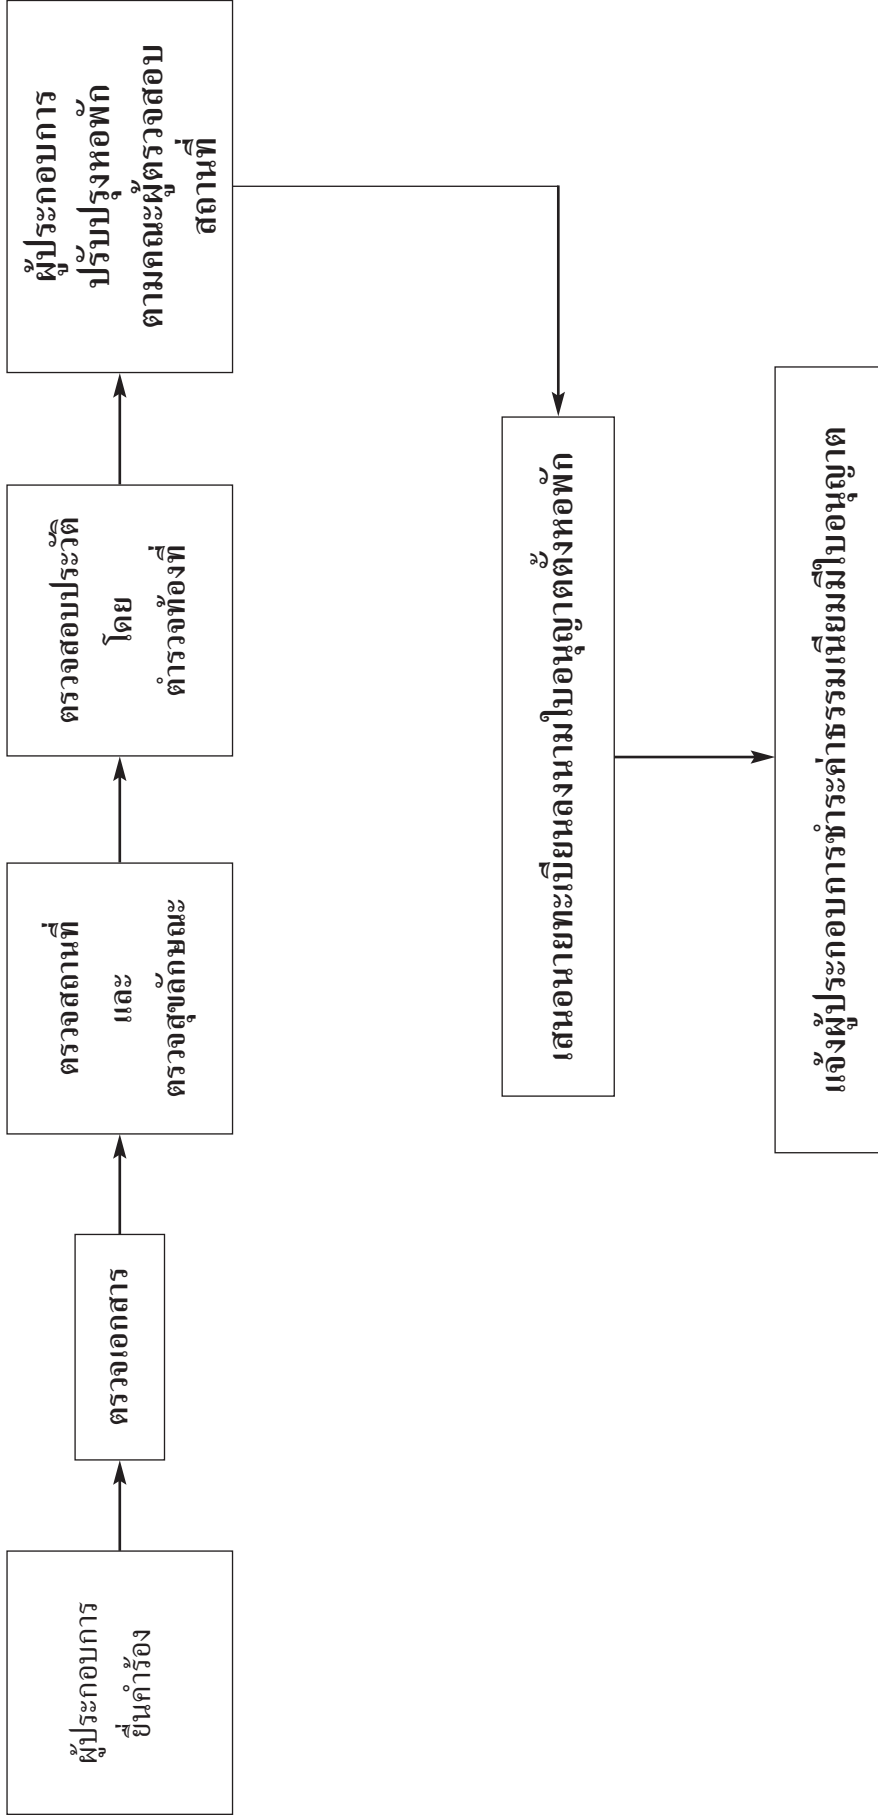 ผู้ประกอบการ
ยื่นคำร้อง
ตรวจเอกสาร
ตรวจสถานที่
และ
ตรวจสุขลักษณะ
ตรวจสอบประวัติ
โดย
ตำรวจท้องที่
ผู้ประกอบการ
ปรับปรุงหอพัก
ตามคณะผู้ตรวจสอบ
สถานที่
เสนอนายทะเบียนลงนามใบอนุญาตตั้งหอพัก
แจ้งผู้ประกอบการชำระค่าธรรมเนียมมีใบอนุญาต